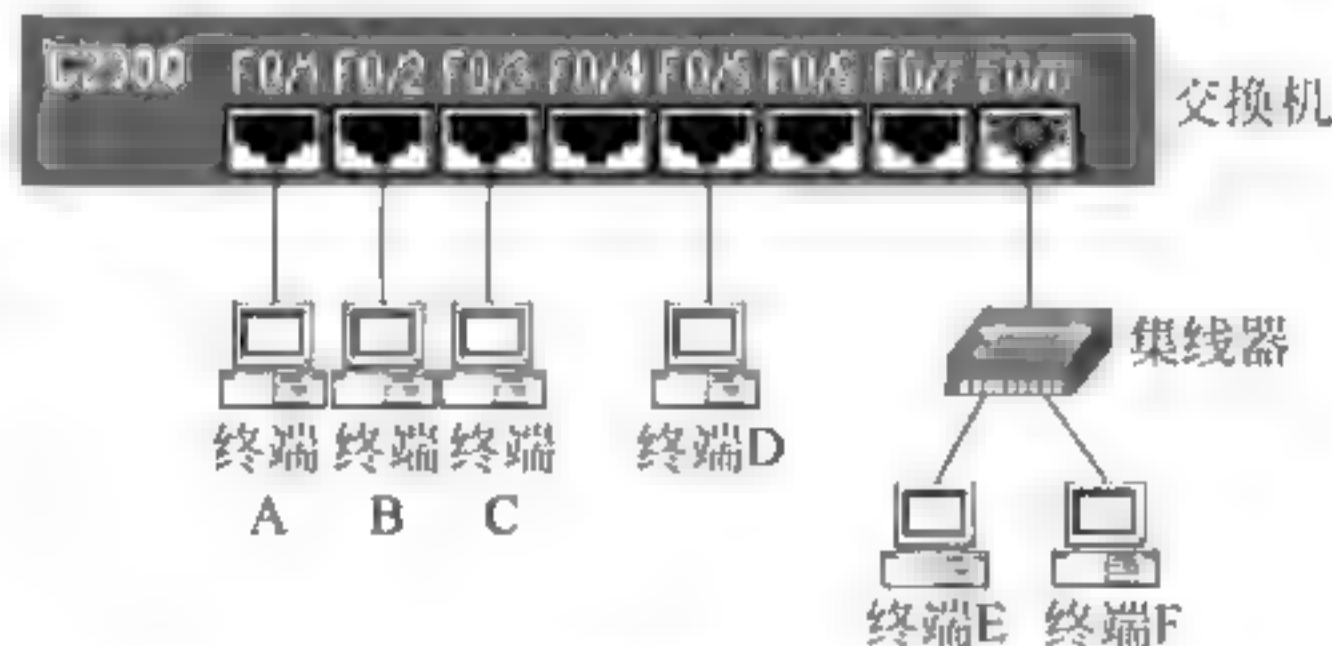 F0/1 F0/2 F0/3 F0/4 F0/5 F0/6 F0/7
交换机
集线器
终端 终端 终端 终端D
A B C
终端E 终端F